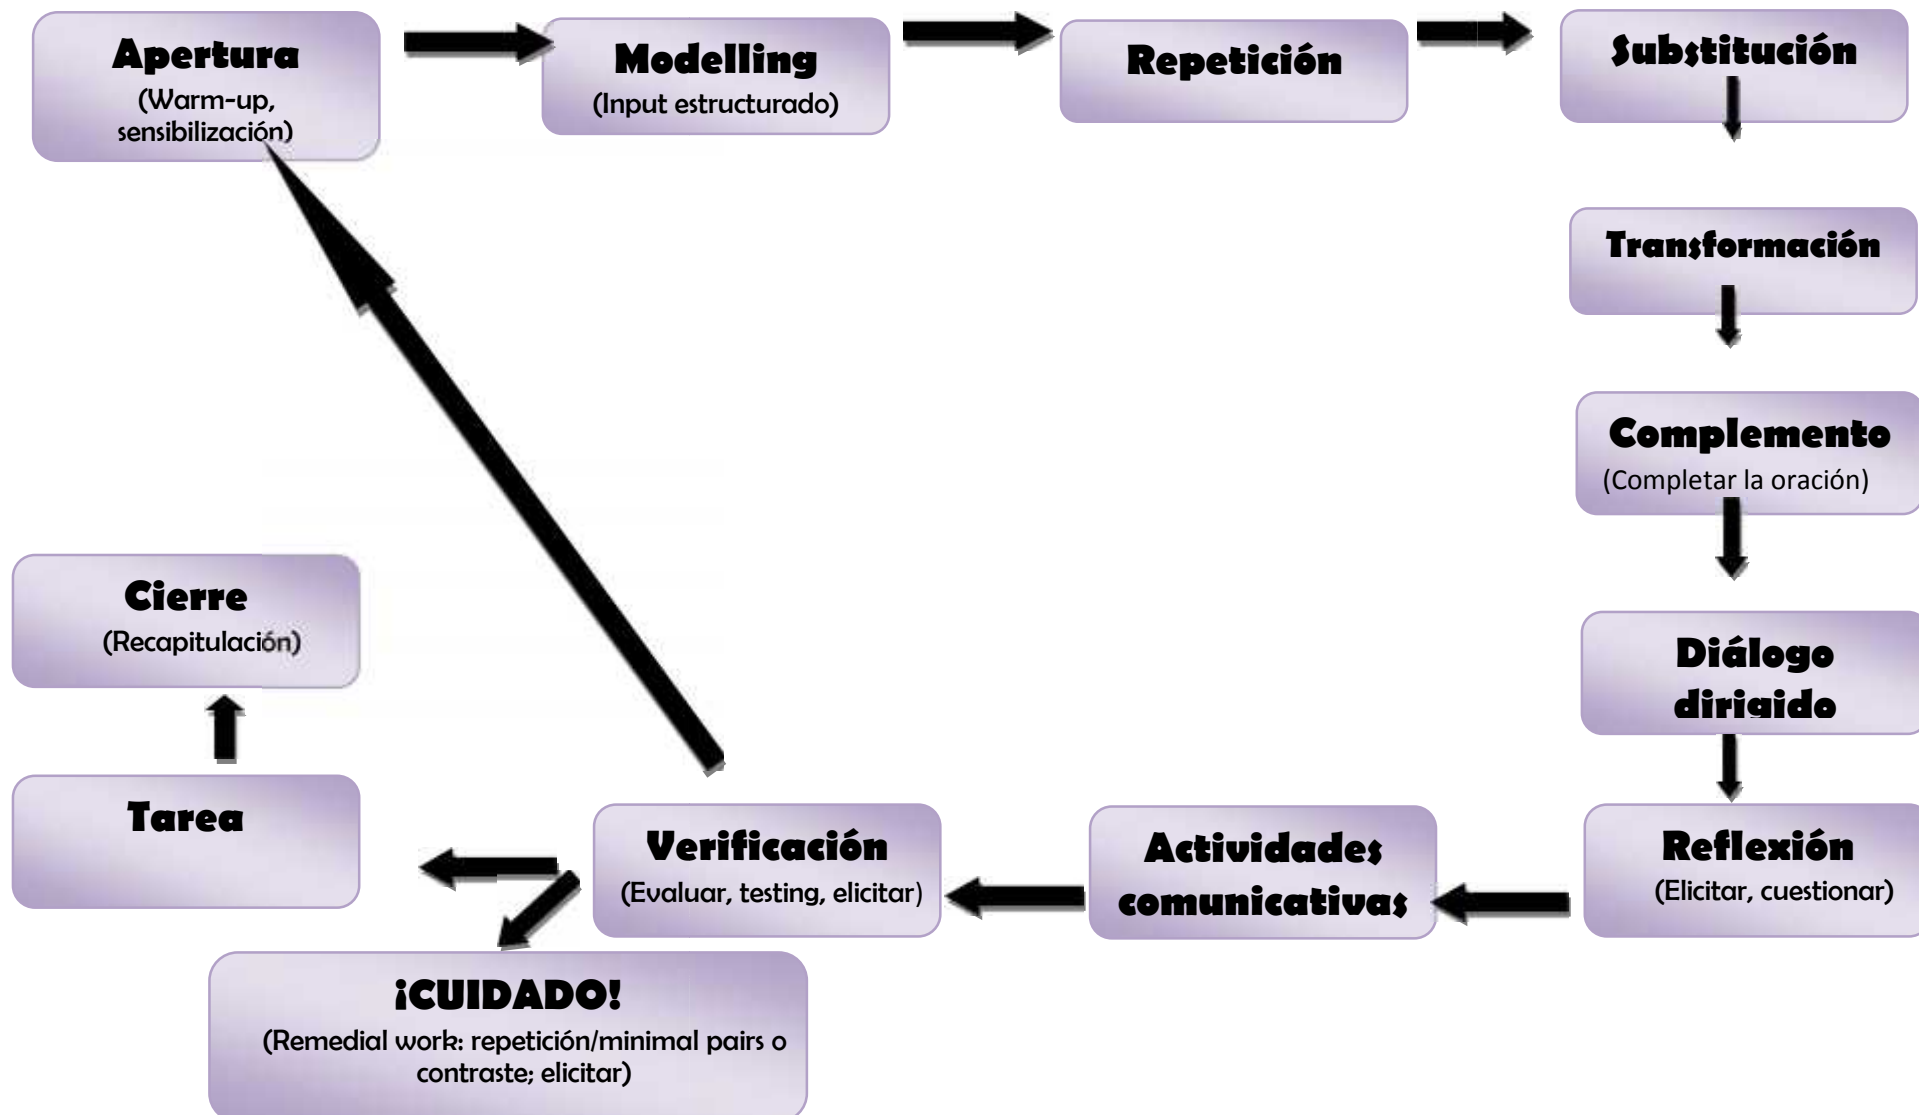 Apertura
(Warm-up,
sensibilización)
Modelling
(Input estructurado)
Repetición
Substitución
Transformación
Complemento
(Completar la oración)
Diálogo
dirigido
Reflexión
(Elicitar, cuestionar)
Actividades
comunicativas
Verificación
(Evaluar, testing, elicitar)
¡CUIDADO!
(Remedial work: repetición/minimal pairs o
contraste; elicitar)
Tarea
Cierre
(Recapitulación)